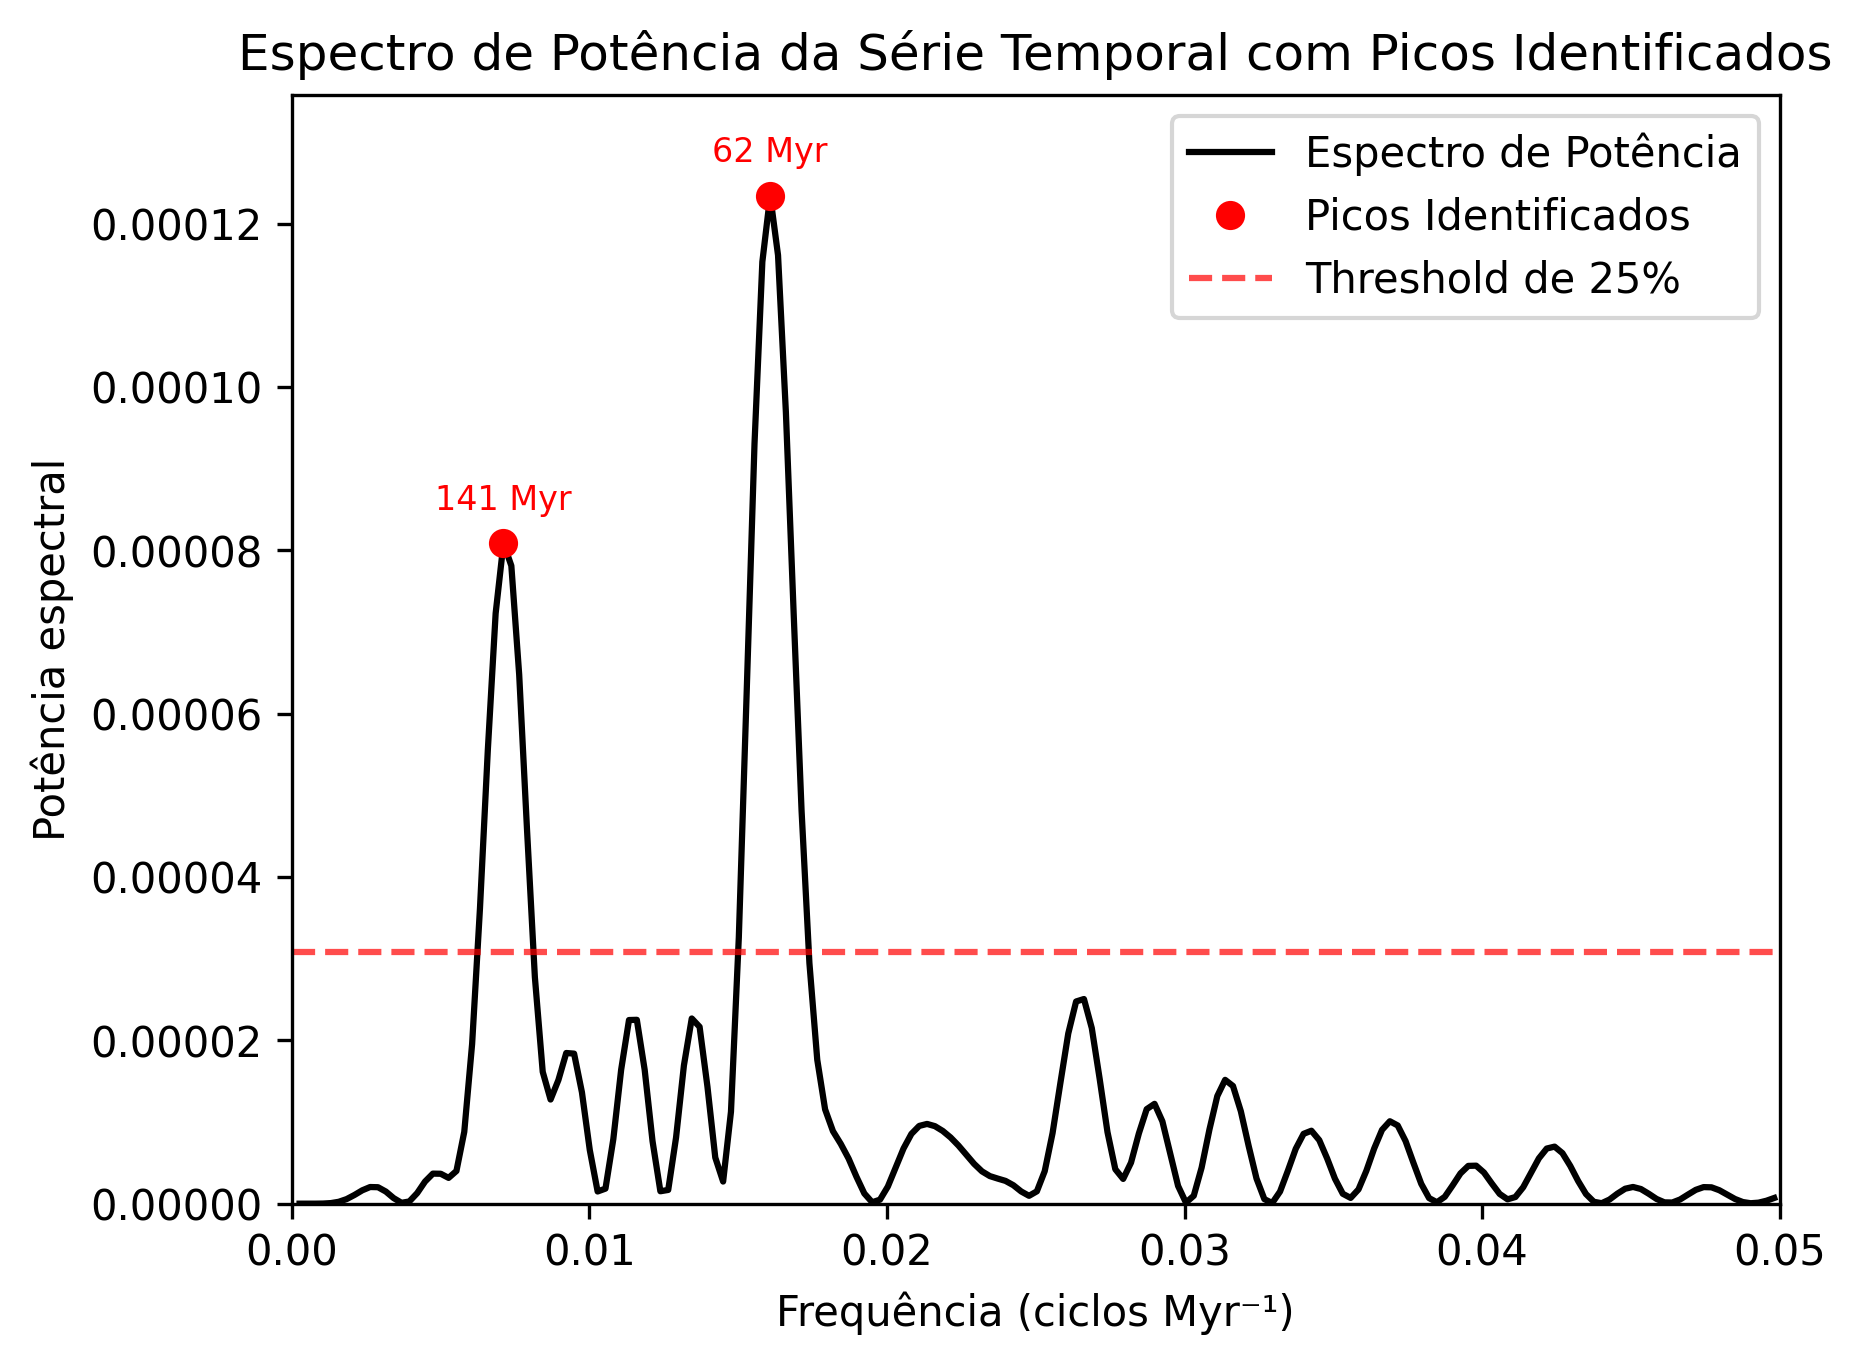 Espectro de Potência da Série Temporal com Picos Identificados
62 Myr
141 Myr
Espectro de Potência
Picos Identificados
Threshold de 25%
Potência espectral
0.00012
0.00010
0.00008
0.00006
0.00004
0.00002
0.00000
0.00 0.01 0.02 0.03 0.04 0.05
Frequência (ciclos Myr⁻¹)